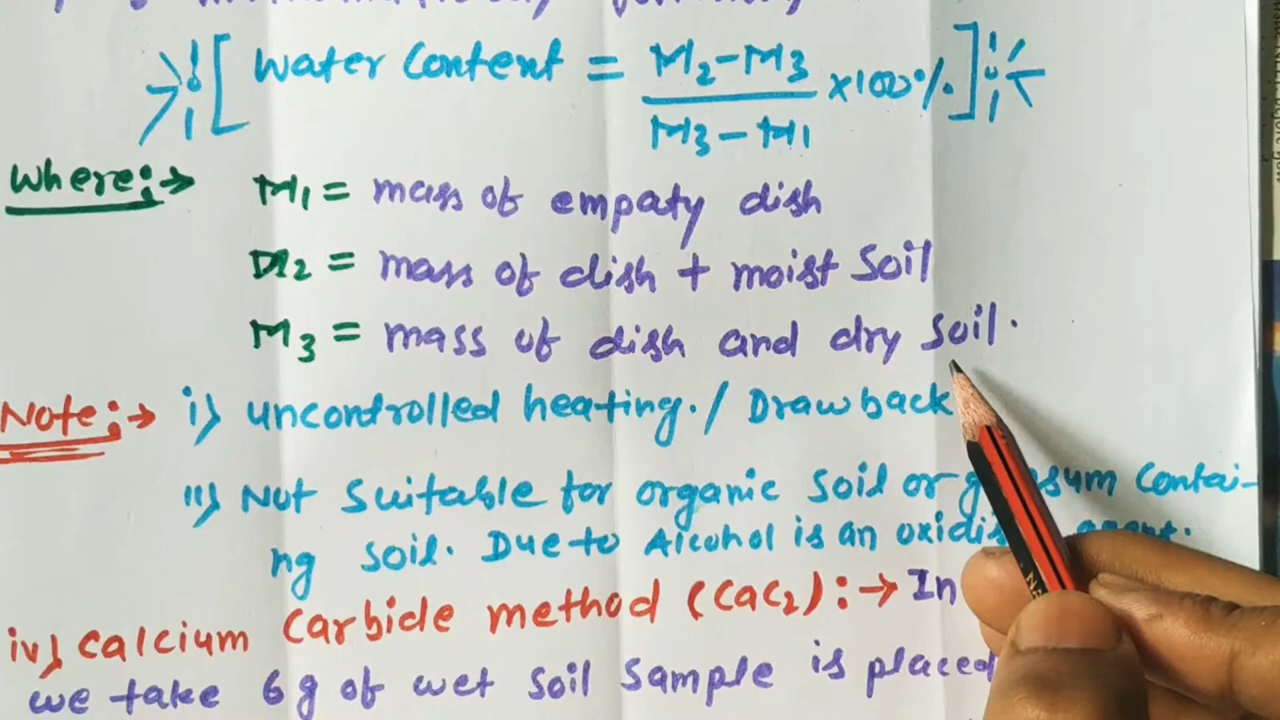 [ Water Content = M2-M3 / M3-M1 ×100%. ]
Where:→ M1 = mass of empaty dish
M2 = mass of dish + moist Soil
M3 = mass of dish and dry soil.
Note:→ i) uncontrolled heating. / Drawback
ii) Not Suitable for organic soil or contai-
ng soil. Due to Alcohol is an
iv) Calcium Carbide method (CaC2):→ In
we take 6g of wet soil sample is placed